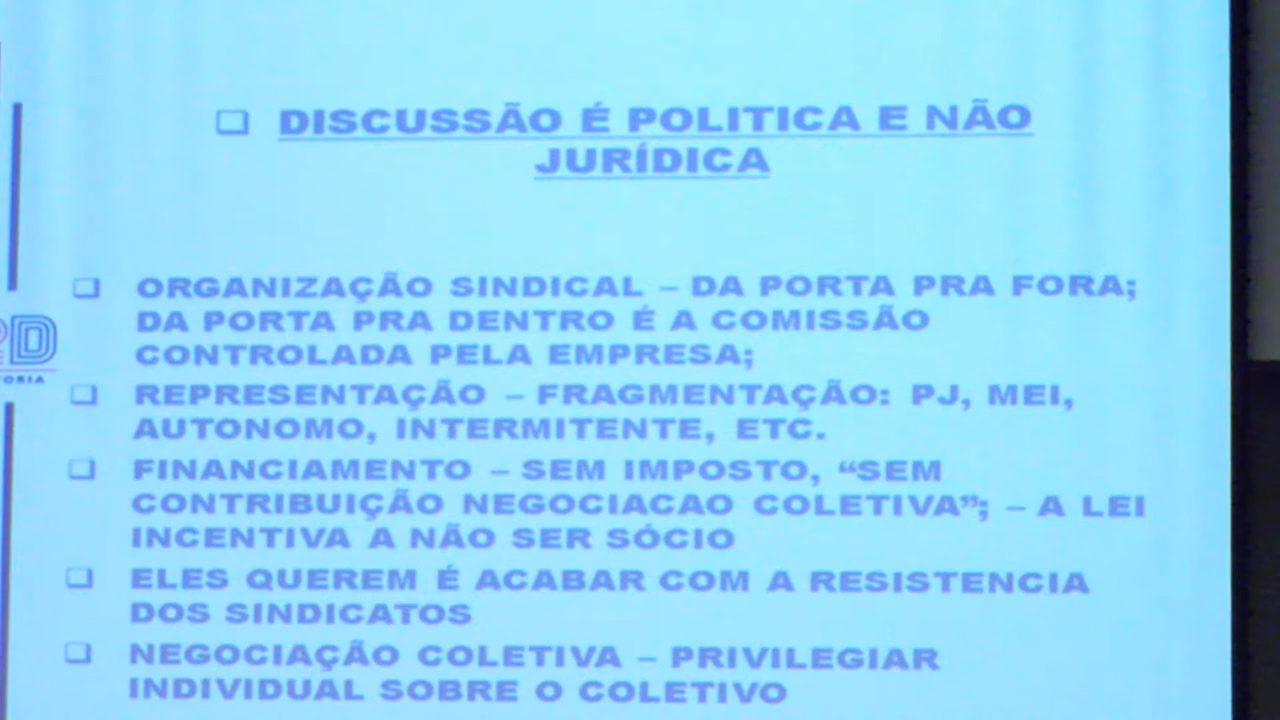 DISCUSSÃO É POLITICA E NÃO
JURÍDICA
ORGANIZAÇÃO SINDICAL – DA PORTA PRA FORA;
DA PORTA PRA DENTRO É A COMISSÃO
CONTROLADA PELA EMPRESA;
REPRESENTAÇÃO – FRAGMENTAÇÃO: PJ, MEI,
AUTONOMO, INTERMITENTE, ETC.
FINANCIAMENTO – SEM IMPOSTO, “SEM
CONTRIBUIÇÃO NEGOCIACAO COLETIVA”; – A LEI
INCENTIVA A NÃO SER SÓCIO
ELES QUEREM É ACABAR COM A RESISTENCIA
DOS SINDICATOS
NEGOCIAÇÃO COLETIVA – PRIVILEGIAR
INDIVIDUAL SOBRE O COLETIVO